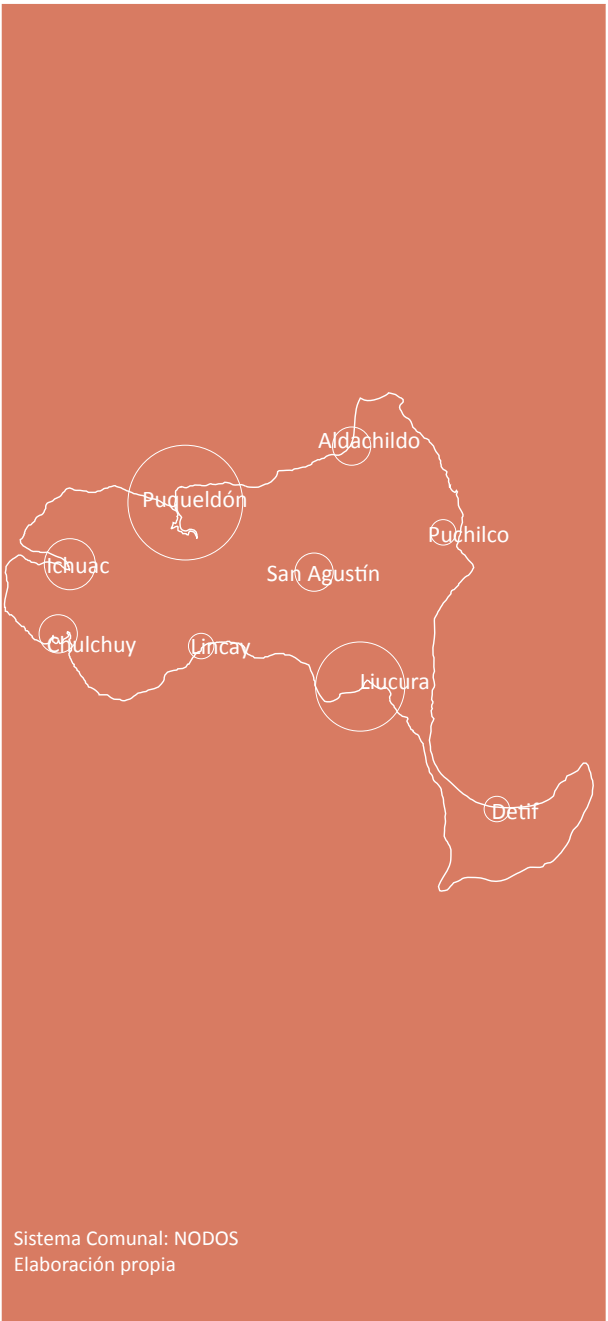 Aldachildo
Puqueldón
Puchilco
Ichuac
San Agustín
Chulchuy
Lincay
Liucura
Detif
Sistema Comunal: NODOS
Elaboración propia